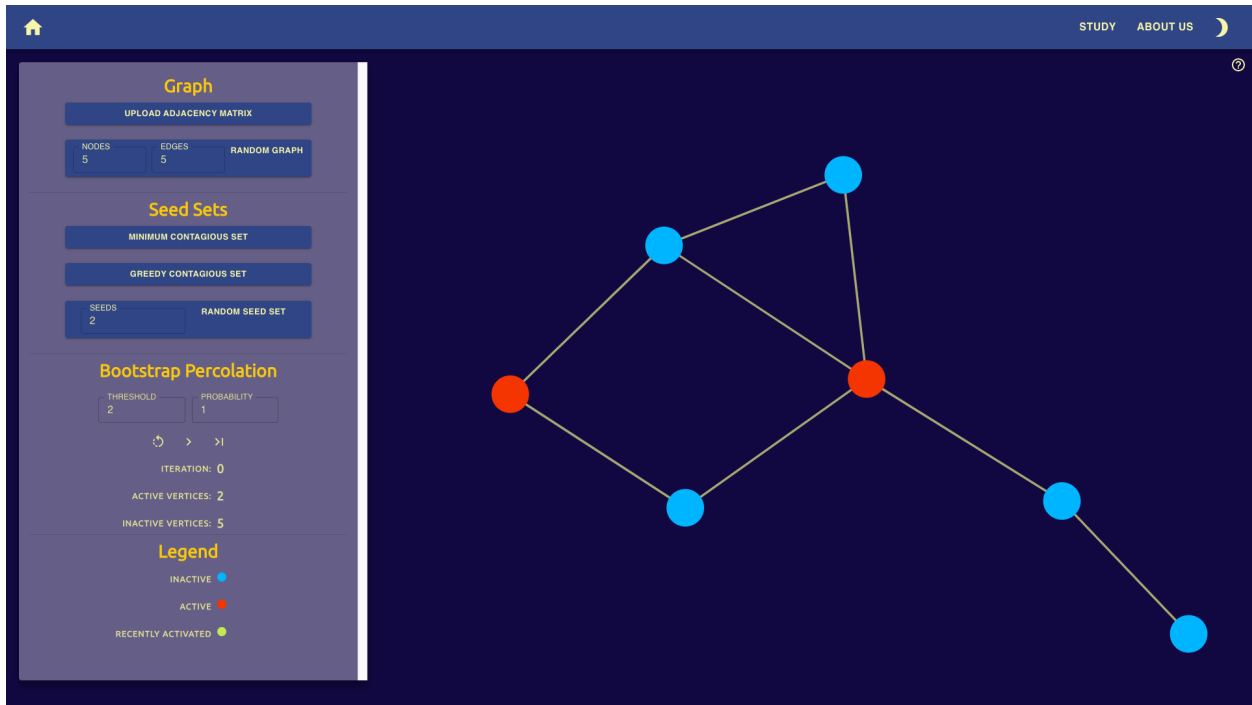 STUDY ABOUT US
Graph
UPLOAD ADJACENCY MATRIX
NODES EDGES
5 5 RANDOM GRAPH
Seed Sets
MINIMUM CONTAGIOUS SET
GREEDY CONTAGIOUS SET
SEEDS
2 RANDOM SEED SET
Bootstrap Percolation
THRESHOLD PROBABILITY
2 1
ITERATION: 0
ACTIVE VERTICES: 2
INACTIVE VERTICES: 5
Legend
INACTIVE
ACTIVE
RECENTLY ACTIVATED